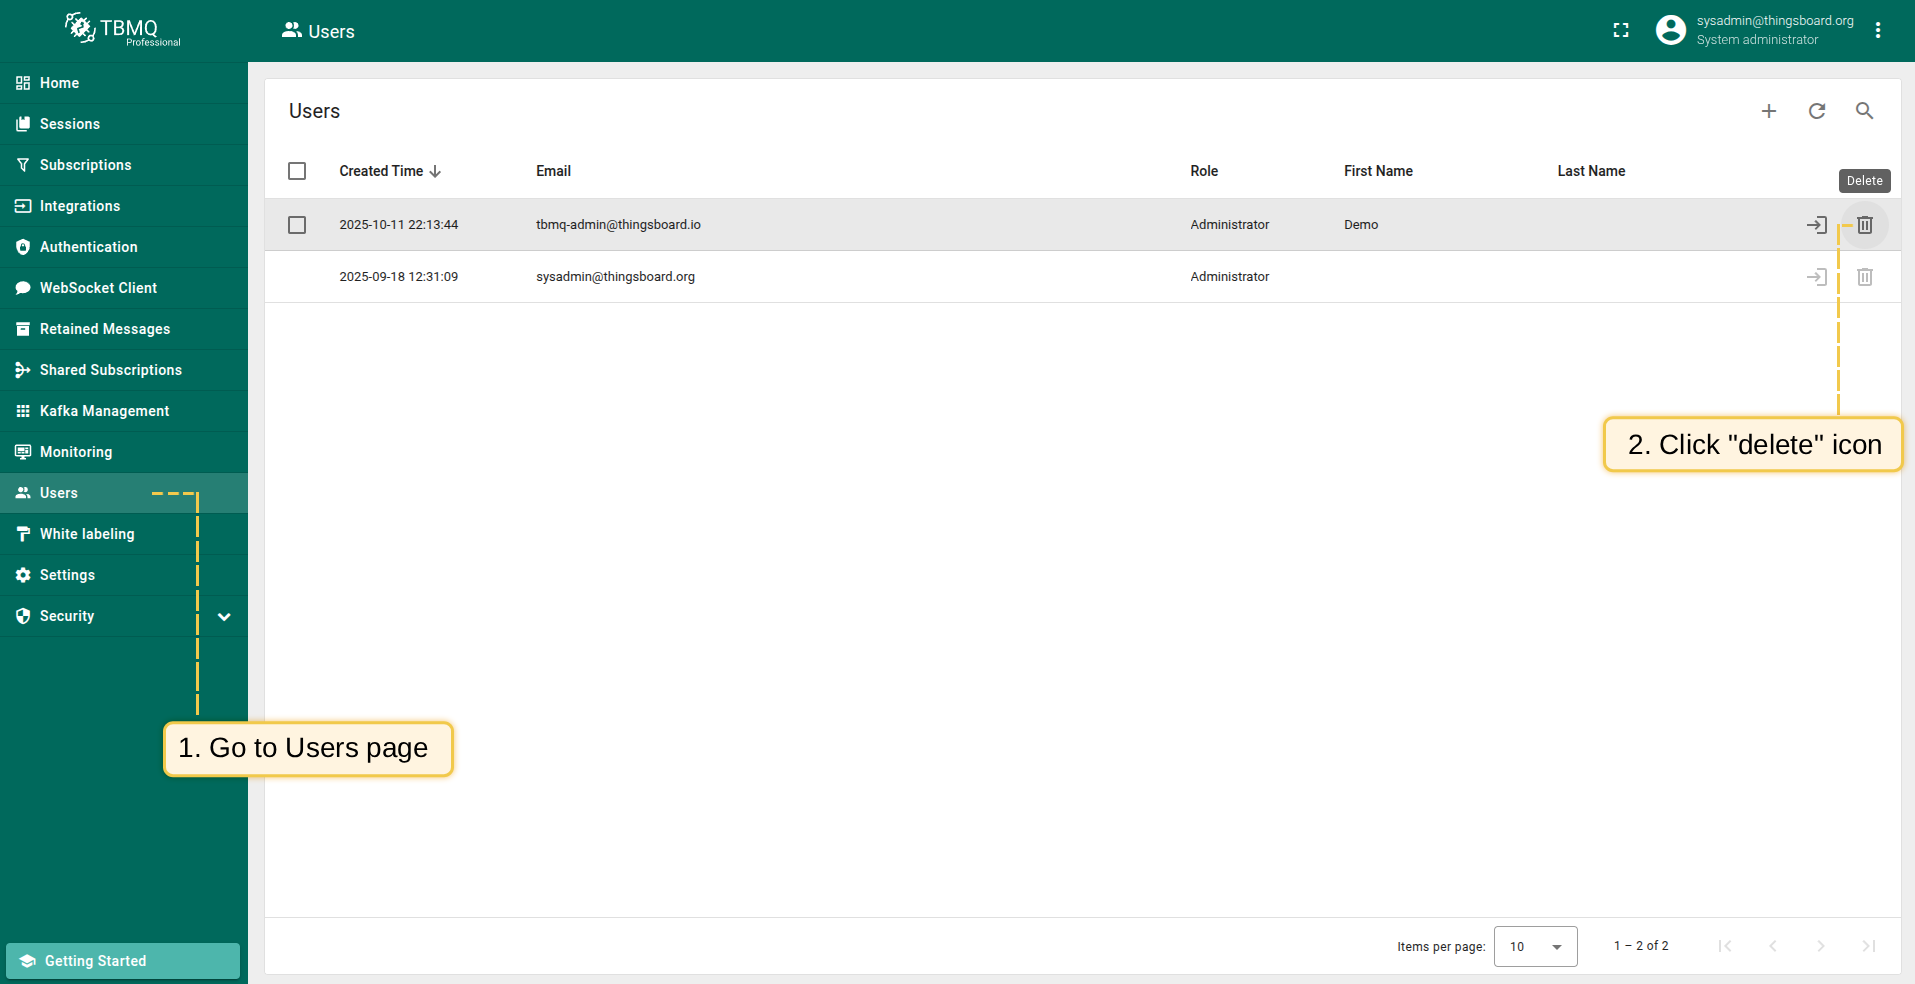 TBMQ
Professional
Users
sysadmin@thingsboard.org
System administrator
Home
Sessions
Subscriptions
Integrations
Authentication
WebSocket Client
Retained Messages
Shared Subscriptions
Kafka Management
Monitoring
Users
White labeling
Settings
Security
Getting Started
Users
Created Time Email Role First Name Last Name
Delete
2025-10-11 22:13:44 tbmq-admin@thingsboard.io Administrator Demo
2025-09-18 12:31:09 sysadmin@thingsboard.org Administrator
2. Click "delete" icon
1. Go to Users page
Items per page: 10 1 – 2 of 2